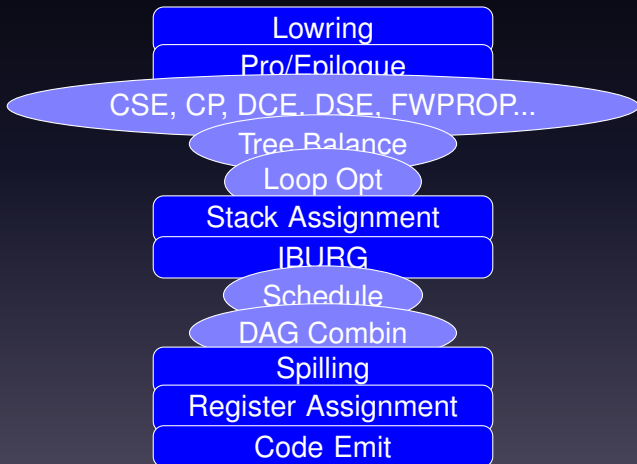 Lowring
Pro/Epilogue
CSE, CP, DCE, DSE, FWPROP...
Tree Balance
Loop Opt
Stack Assignment
IBURG
Schedule
DAG Combin
Spilling
Register Assignment
Code Emit